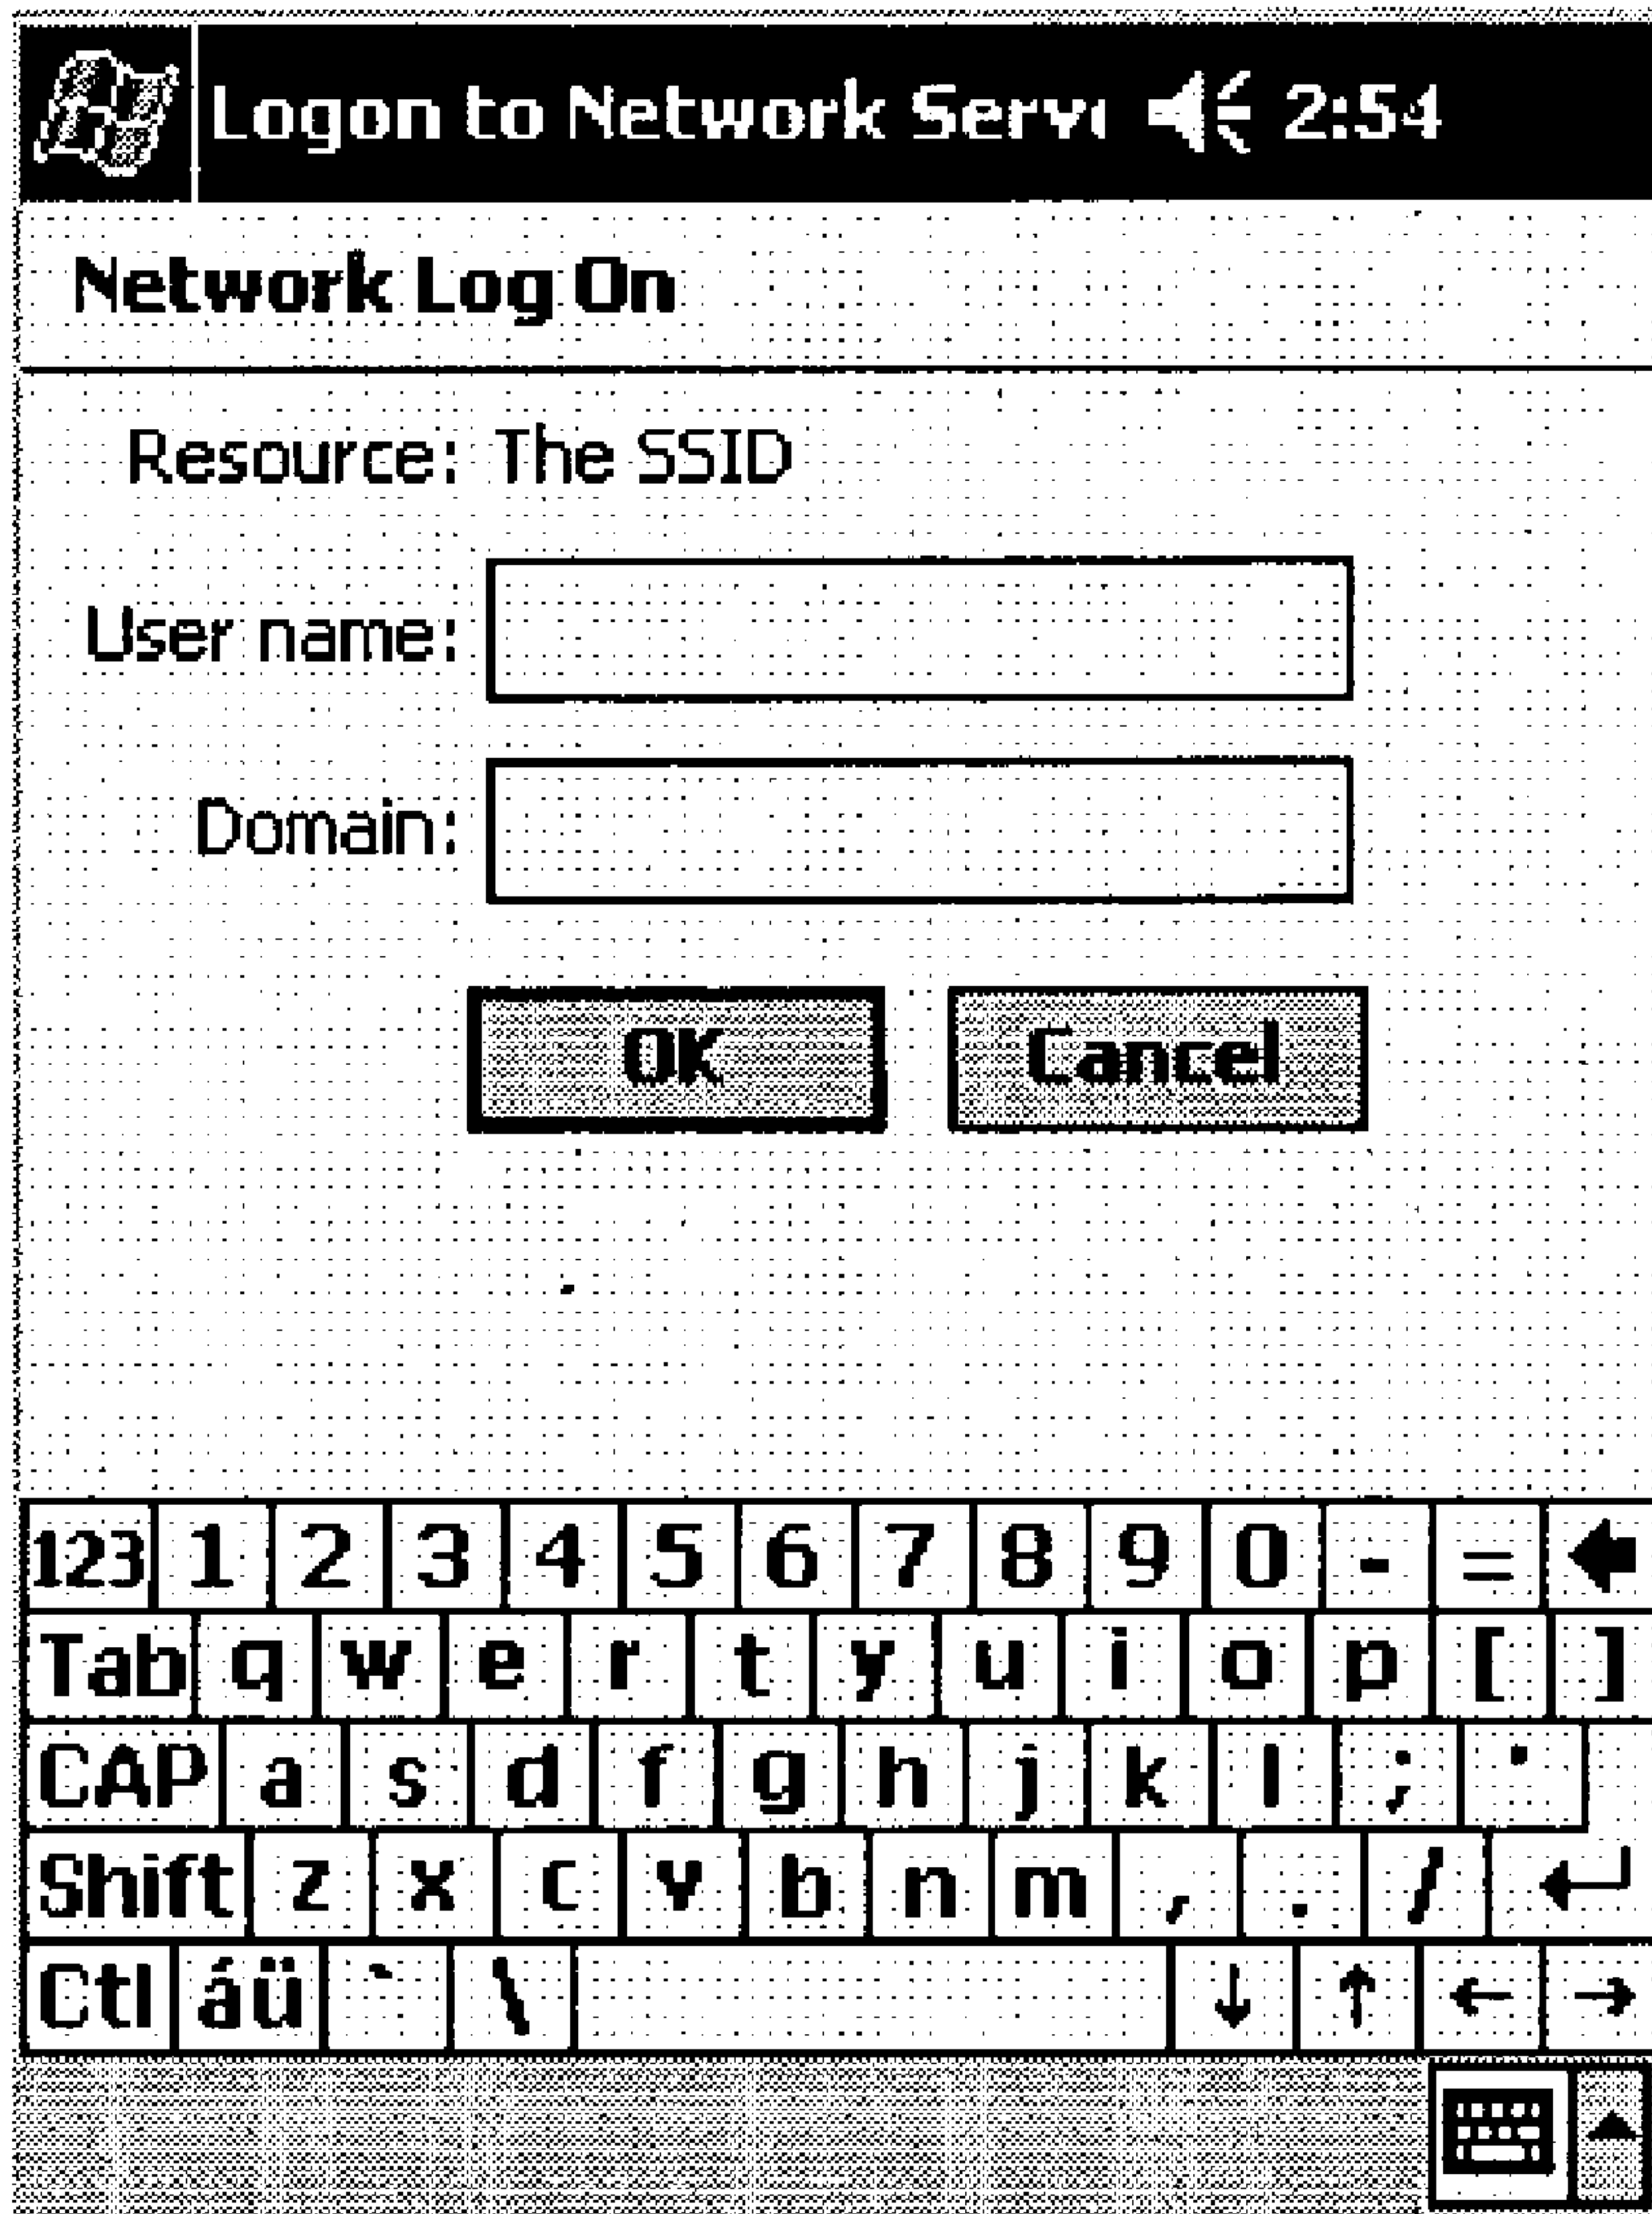 Logon to Network Serve 2:54
Network Log On
Resource: The SSID
User name:
Domain:
OK Cancel
123 1 2 3 4 5 6 7 8 9 0 - = 
Tab q w e r t y u i o p [ ]
CAP a s d f g h j k l ; '
Shift z x c v b n m , . /
Ctl áü ` \ ↓ ↑ ← →